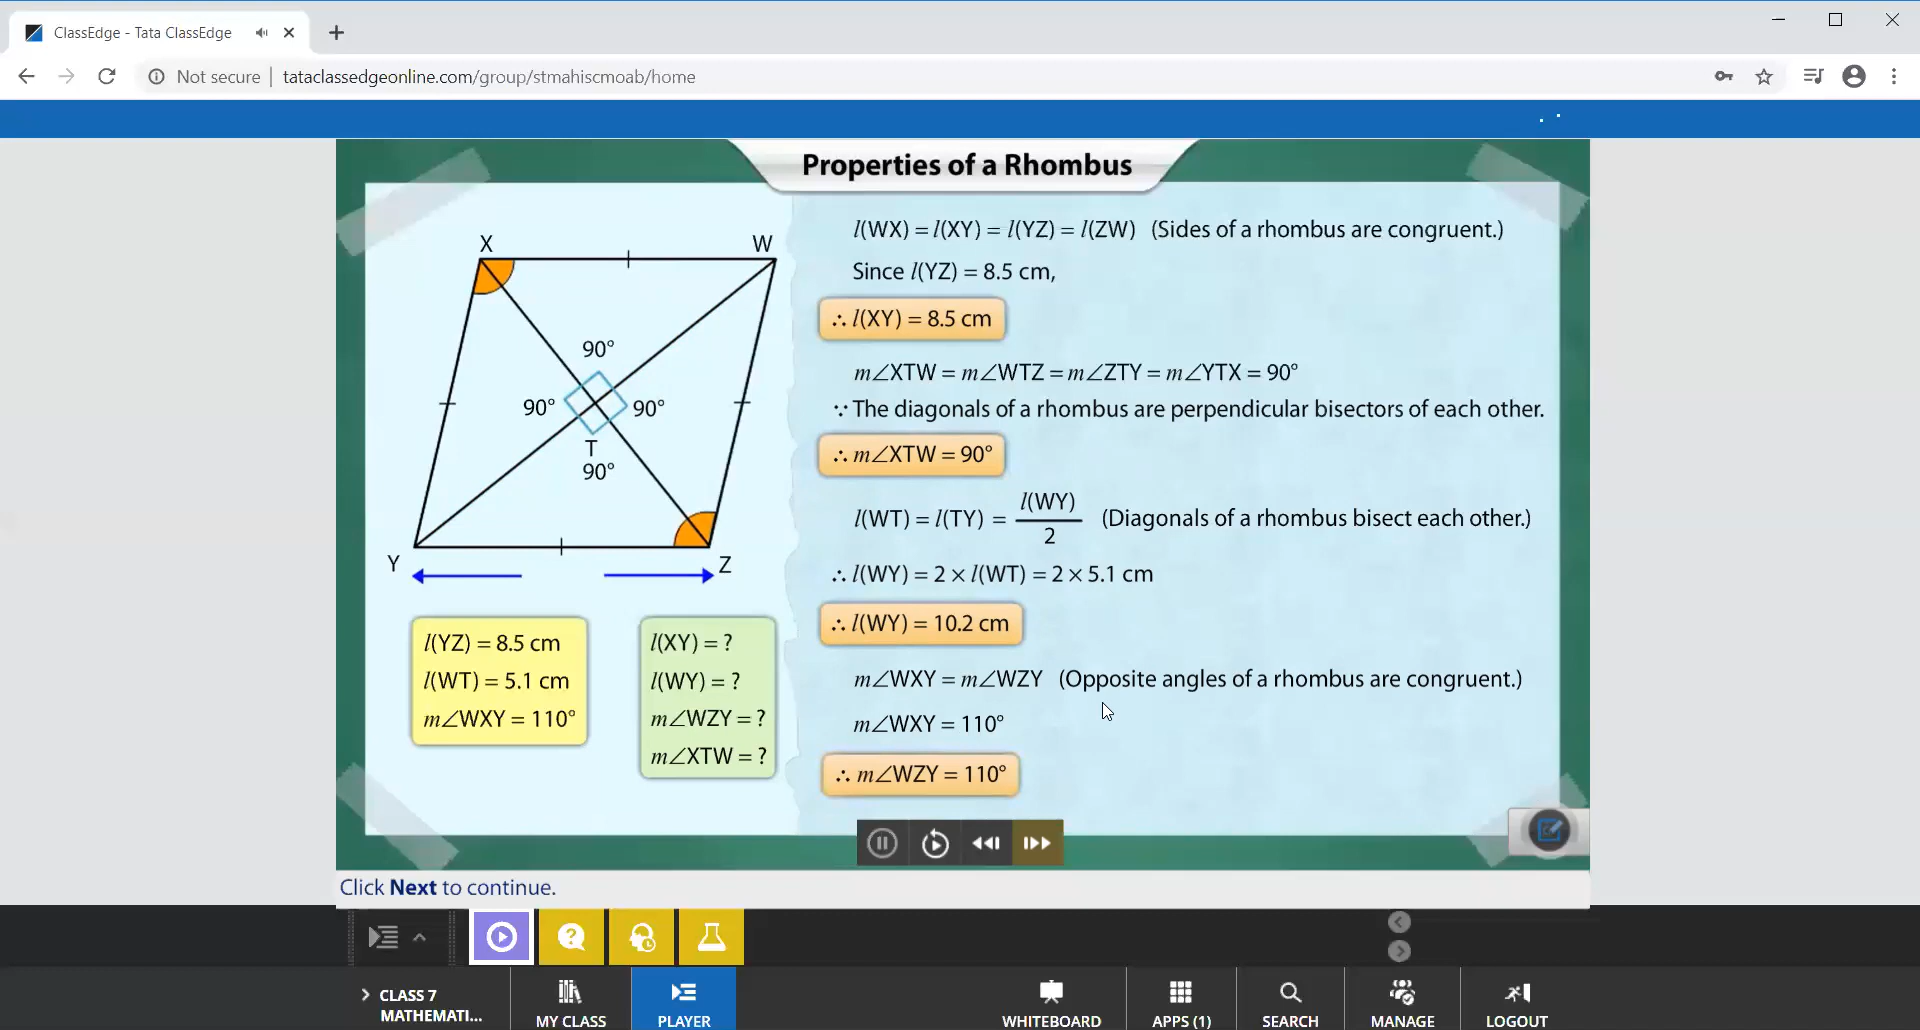 ClassEdge - Tata ClassEdge
Not secure | tataclassedgeonline.com/group/stmahiscmoab/home
Properties of a Rhombus
X
W
90°
90°
90°
T
90°
Y
Z
l(YZ) = 8.5 cm
l(WT) = 5.1 cm
m∠WXY = 110°
l(XY) = ?
l(WY) = ?
m∠WZY = ?
m∠XTW = ?
l(WX) = l(XY) = l(YZ) = l(ZW) (Sides of a rhombus are congruent.)
Since l(YZ) = 8.5 cm,
∴ l(XY) = 8.5 cm
m∠XTW = m∠WTZ = m∠ZTY = m∠YTX = 90°
∵ The diagonals of a rhombus are perpendicular bisectors of each other.
∴ m∠XTW = 90°
l(WT) = l(TY) = l(WY)/2 (Diagonals of a rhombus bisect each other.)
∴ l(WY) = 2 × l(WT) = 2 × 5.1 cm
∴ l(WY) = 10.2 cm
m∠WXY = m∠WZY (Opposite angles of a rhombus are congruent.)
m∠WXY = 110°
∴ m∠WZY = 110°
Click Next to continue.
CLASS 7
MATHEMATI...
MY CLASS
PLAYER
WHITEBOARD
APPS (1)
SEARCH
MANAGE
LOGOUT